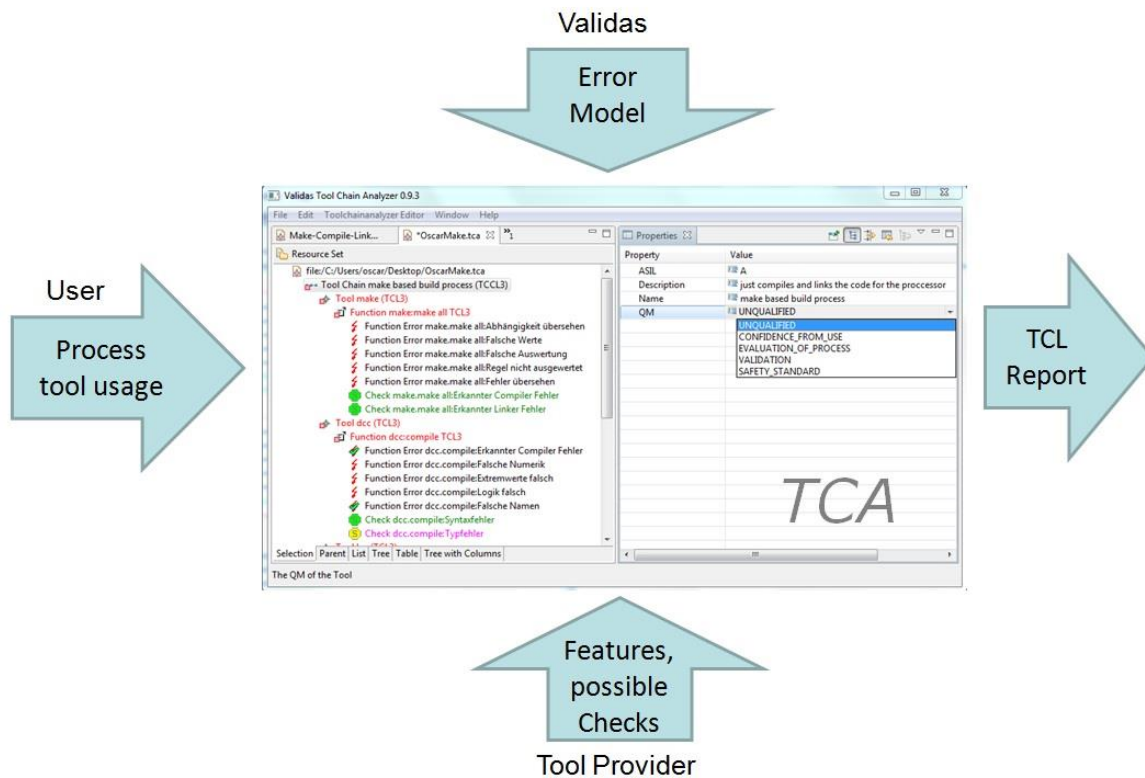 Validas
Error
Model
User
Process
tool usage
Validas Tool Chain Analyzer 0.9.3
File Edit Toolchainanalyzer Editor Window Help
Make-Compile-Link... *OscarMake.tca »1
Resource Set
file:/C:/Users/oscar/Desktop/OscarMake.tca
Tool Chain make based build process (TCCL3)
Tool make (TCL3)
Function make:make all TCL3
Function Error make.make all:Abhängigkeit übersehen
Function Error make.make all:Falsche Werte
Function Error make.make all:Falsche Auswertung
Function Error make.make all:Regel nicht ausgewertet
Function Error make.make all:Fehler übersehen
Check make.make all:Erkannter Compiler Fehler
Check make.make all:Erkannter Linker Fehler
Tool dcc (TCL3)
Function dcc:compile TCL3
Function Error dcc.compile:Erkannter Compiler Fehler
Function Error dcc.compile:Falsche Numerik
Function Error dcc.compile:Extremwerte falsch
Function Error dcc.compile:Logik falsch
Function Error dcc.compile:Falsche Namen
Check dcc.compile:Syntaxfehler
S Check dcc.compile:Typfehler
Selection Parent List Tree Table Tree with Columns
The QM of the Tool
Properties
Property Value
ASIL A
Description just compiles and links the code for the proccessor
Name make based build process
QM UNQUALIFIED
UNQUALIFIED
CONFIDENCE_FROM_USE
EVALUATION_OF_PROCESS
VALIDATION
SAFETY_STANDARD
TCA
TCL
Report
Features,
possible
Checks
Tool Provider